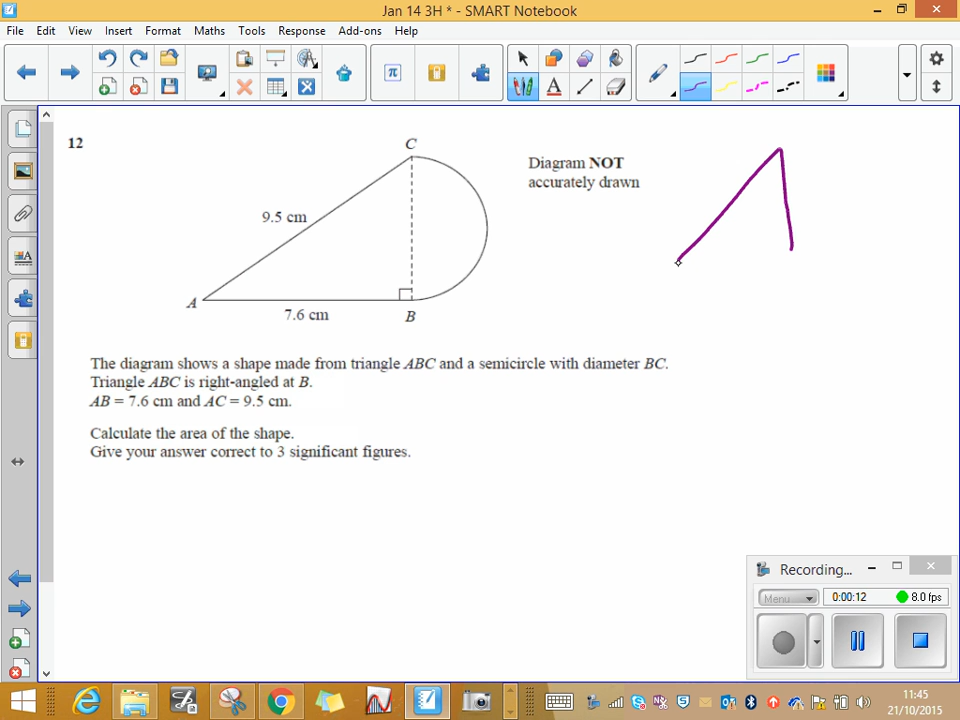 Jan 14 3H * - SMART Notebook
File Edit View Insert Format Maths Tools Response Add-ons Help
12
C
Diagram NOT
accurately drawn
9.5 cm
A
7.6 cm
B
The diagram shows a shape made from triangle ABC and a semicircle with diameter BC.
Triangle ABC is right-angled at B.
AB = 7.6 cm and AC = 9.5 cm.
Calculate the area of the shape.
Give your answer correct to 3 significant figures.
Recording...
Menu
0:00:12
8.0 fps
11:45
21/10/2015